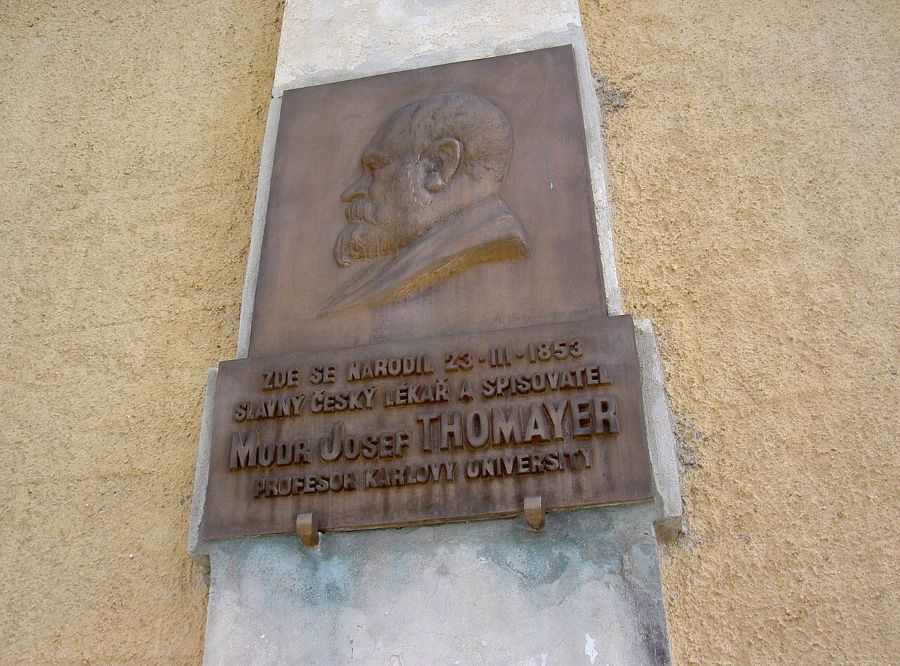 ZDE SE NARODIL 23-III-1853
SLAVNÝ ČESKÝ LÉKAŘ A SPISOVATEL
MUDR JOSEF THOMAYER
PROFESOR KARLOVY UNIVERSITY